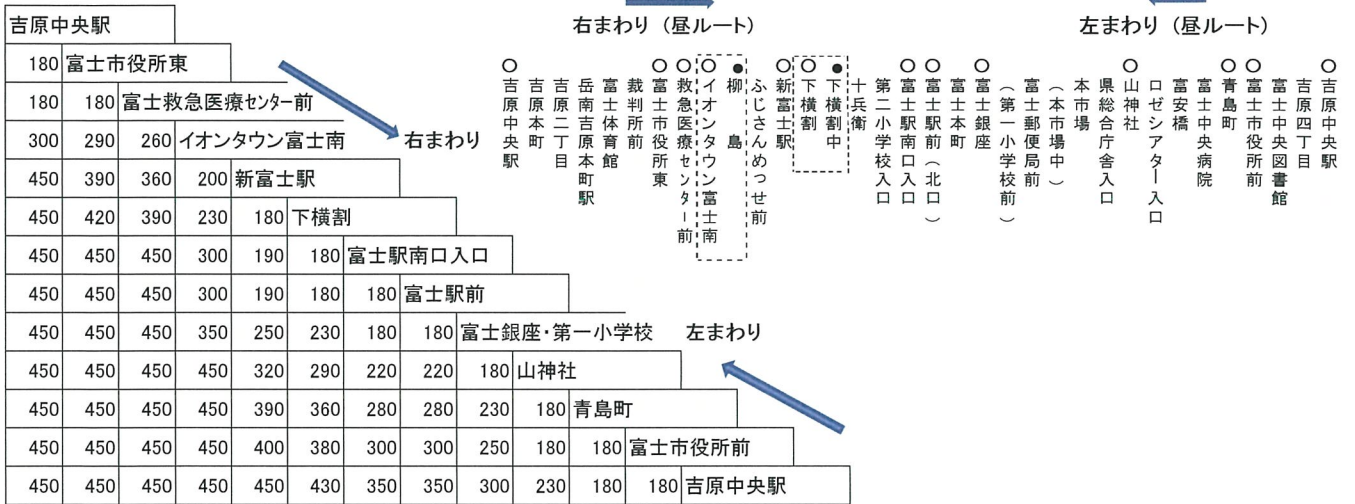 吉原中央駅
180 富士市役所東
180 180 富士救急医療センター前
300 290 260 イオンタウン富士南 右まわり
450 390 360 200 新富士駅
450 420 390 230 180 下横割
450 450 450 300 190 180 富士駅南口入口
450 450 450 300 190 180 180 富士駅前
450 450 450 350 250 230 180 180 富士銀座・第一小学校 左まわり
450 450 450 450 320 290 220 220 180 山神社
450 450 450 450 390 360 280 280 230 180 青島町
450 450 450 450 400 380 300 300 250 180 180 富士市役所前
450 450 450 450 450 430 350 350 300 230 180 180 吉原中央駅
右まわり（昼ルート）
○吉原中央駅
吉原本町
吉原二丁目
岳南吉原本町駅
富士体育館
裁判所前
○富士市役所東
○救急医療センター前
○イオンタウン富士南
●柳島
ふじさんめっせ前
○新富士駅
○下横割
●下横割中
十兵衛
第二小学校入口
○富士駅南口入口
○富士駅前（北口）
富士本町
○富士銀座
左まわり（昼ルート）
（第一小学校前）
富士郵便局前
（本市場中）
本市場
県総合庁舎入口
○山神社
ロゼシアター入口
富安橋
富士中央病院
○青島町
○富士市役所前
富士中央図書館
吉原四丁目
○吉原中央駅